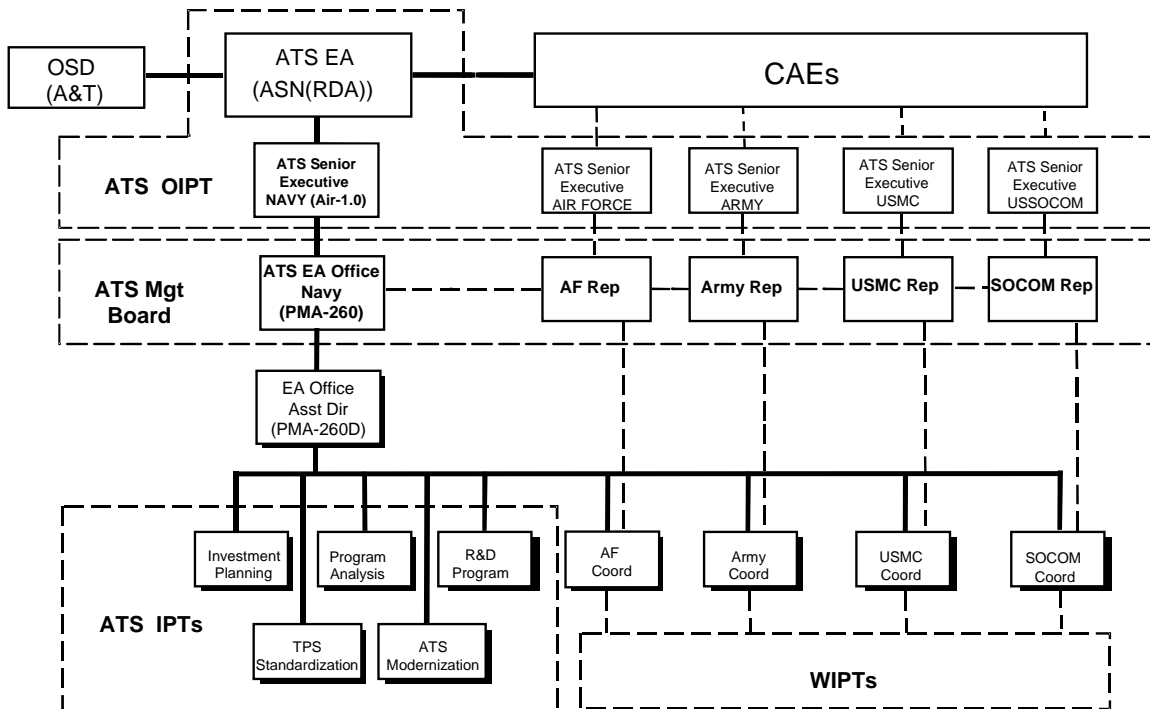 OSD
(A&T)
ATS EA
(ASN(RDA))
CAEs
ATS OIPT
ATS Senior
Executive
NAVY (Air-1.0)
ATS Senior
Executive
AIR FORCE
ATS Senior
Executive
ARMY
ATS Senior
Executive
USMC
ATS Senior
Executive
USSOCOM
ATS Mgt
Board
ATS EA Office
Navy
(PMA-260)
AF Rep
Army Rep
USMC Rep
SOCOM Rep
EA Office
Asst Dir
(PMA-260D)
Investment
Planning
Program
Analysis
R&D
Program
AF
Coord
Army
Coord
USMC
Coord
SOCOM
Coord
ATS IPTs
TPS
Standardization
ATS
Modernization
WIPTs